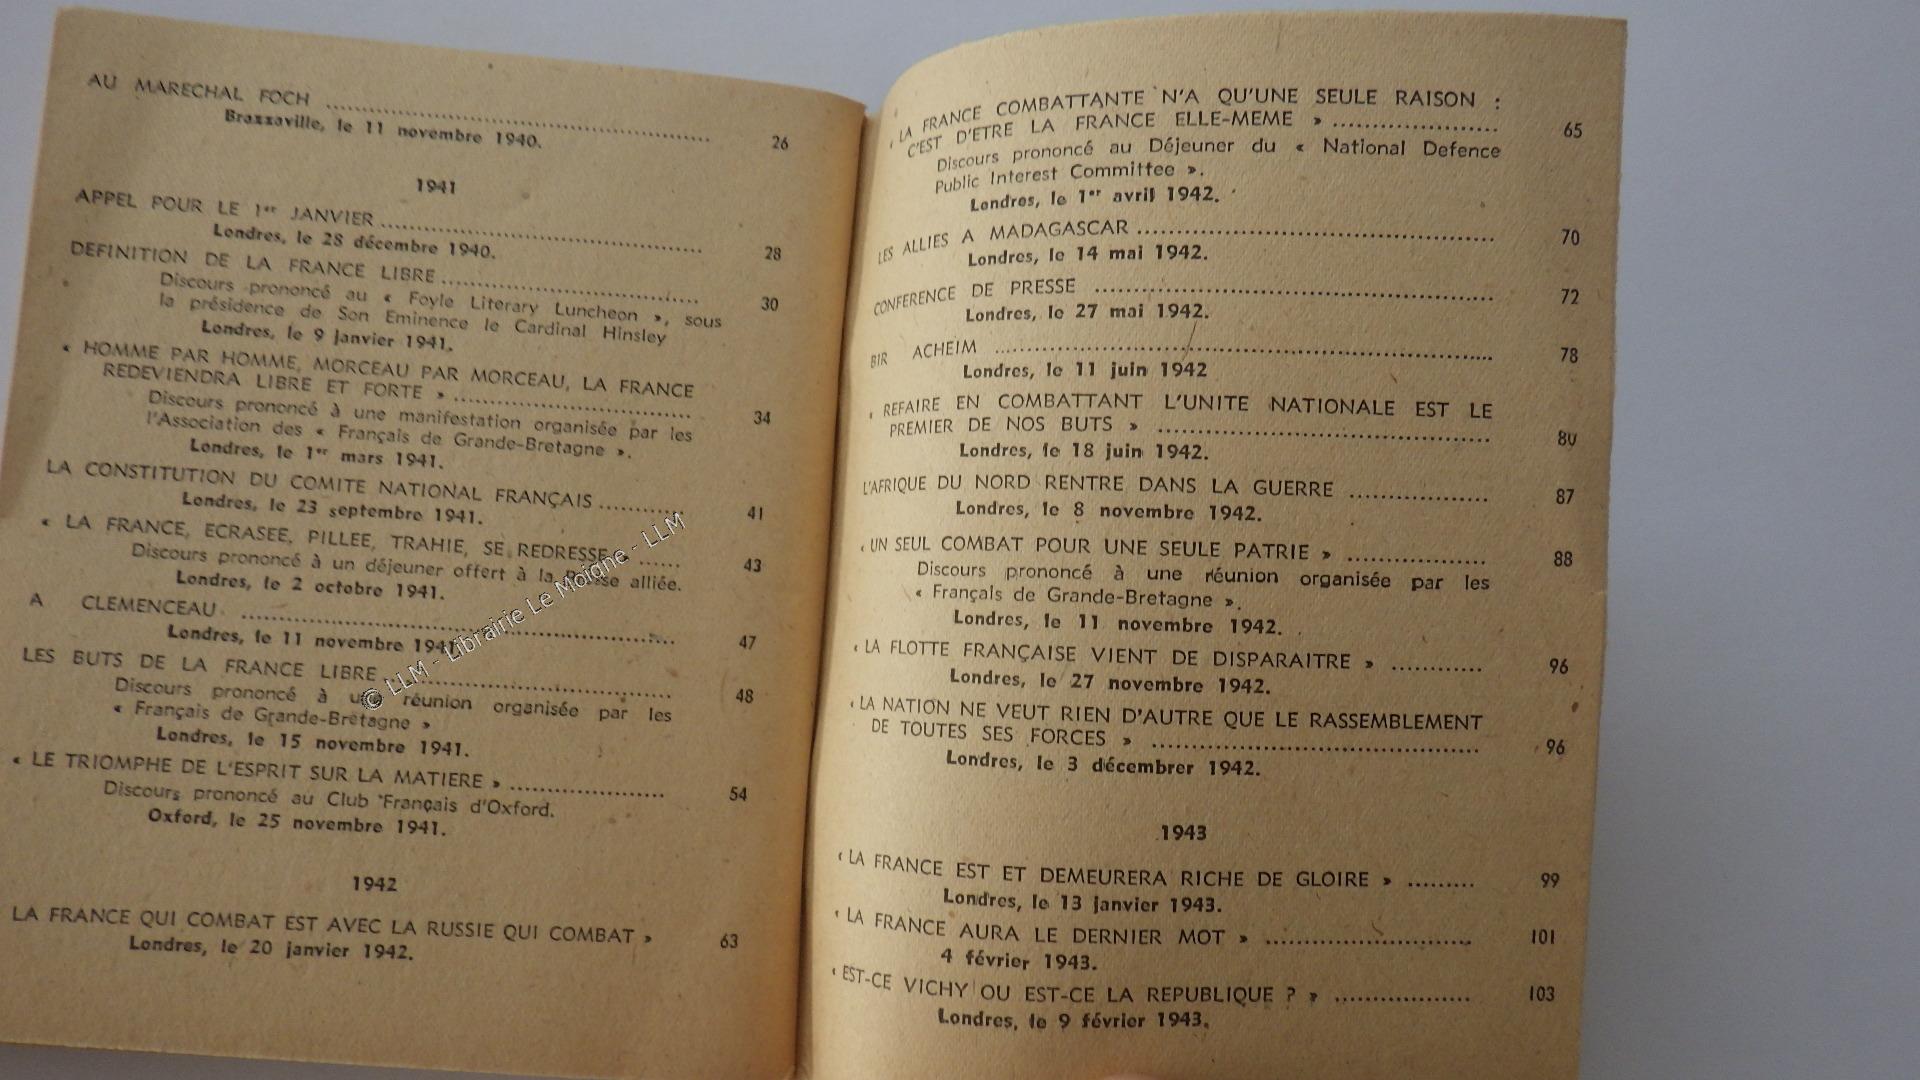 AU MARECHAL FOCH .......... 26
Brazzaville, le 11 novembre 1940.
1941
APPEL POUR LE 1er JANVIER .......... 28
Londres, le 28 décembre 1940.
DEFINITION DE LA FRANCE LIBRE .......... 30
Discours prononcé au « Foyle Literary Luncheon », sous
la présidence de Son Eminence le Cardinal Hinsley
Londres, le 9 janvier 1941.
« HOMME PAR HOMME, MORCEAU PAR MORCEAU, LA FRANCE
REDEVIENDRA LIBRE ET FORTE » .......... 34
Discours prononcé à une manifestation organisée par les
l'Association des « Français de Grande-Bretagne ».
Londres, le 1er mars 1941.
LA CONSTITUTION DU COMITE NATIONAL FRANÇAIS .......... 41
Londres, le 23 septembre 1941.
« LA FRANCE, ECRASEE, PILLEE, TRAHIE, SE REDRESSE .......... 43
Discours prononcé à un déjeuner offert à la presse alliée.
Londres, le 2 octobre 1941.
A CLEMENCEAU .......... 47
Londres, le 11 novembre 1941.
LES BUTS DE LA FRANCE LIBRE .......... 48
Discours prononcé à une réunion organisée par les
« Français de Grande-Bretagne »
Londres, le 15 novembre 1941.
« LE TRIOMPHE DE L'ESPRIT SUR LA MATIERE » .......... 54
Discours prononcé au Club Français d'Oxford.
Oxford, le 25 novembre 1941.
1942
LA FRANCE QUI COMBAT EST AVEC LA RUSSIE QUI COMBAT » 63
Londres, le 20 janvier 1942.
« LA FRANCE COMBATTANTE N'A QU'UNE SEULE RAISON :
C'EST D'ETRE LA FRANCE ELLE-MEME » .......... 65
Discours prononcé au Déjeuner du « National Defence
Public Interest Committee ».
Londres, le 1er avril 1942.
LES ALLIES A MADAGASCAR .......... 70
Londres, le 14 mai 1942.
CONFERENCE DE PRESSE .......... 72
Londres, le 27 mai 1942.
BIR ACHEIM .......... 78
Londres, le 11 juin 1942
« REFAIRE EN COMBATTANT L'UNITE NATIONALE EST LE
PREMIER DE NOS BUTS » .......... 80
Londres, le 18 juin 1942.
L'AFRIQUE DU NORD RENTRE DANS LA GUERRE .......... 87
Londres, le 8 novembre 1942.
« UN SEUL COMBAT POUR UNE SEULE PATRIE » .......... 88
Discours prononcé à une réunion organisée par les
« Français de Grande-Bretagne ».
Londres, le 11 novembre 1942.
« LA FLOTTE FRANÇAISE VIENT DE DISPARAITRE » .......... 96
Londres, le 27 novembre 1942.
« LA NATION NE VEUT RIEN D'AUTRE QUE LE RASSEMBLEMENT
DE TOUTES SES FORCES » .......... 96
Londres, le 3 décembrer 1942.
1943
« LA FRANCE EST ET DEMEURERA RICHE DE GLOIRE » .......... 99
Londres, le 13 janvier 1943.
« LA FRANCE AURA LE DERNIER MOT » .......... 101
4 février 1943.
« EST-CE VICHY OU EST-CE LA REPUBLIQUE ? » .......... 103
Londres, le 9 février 1943.
© LLM - Librairie Le Moigne - LLM